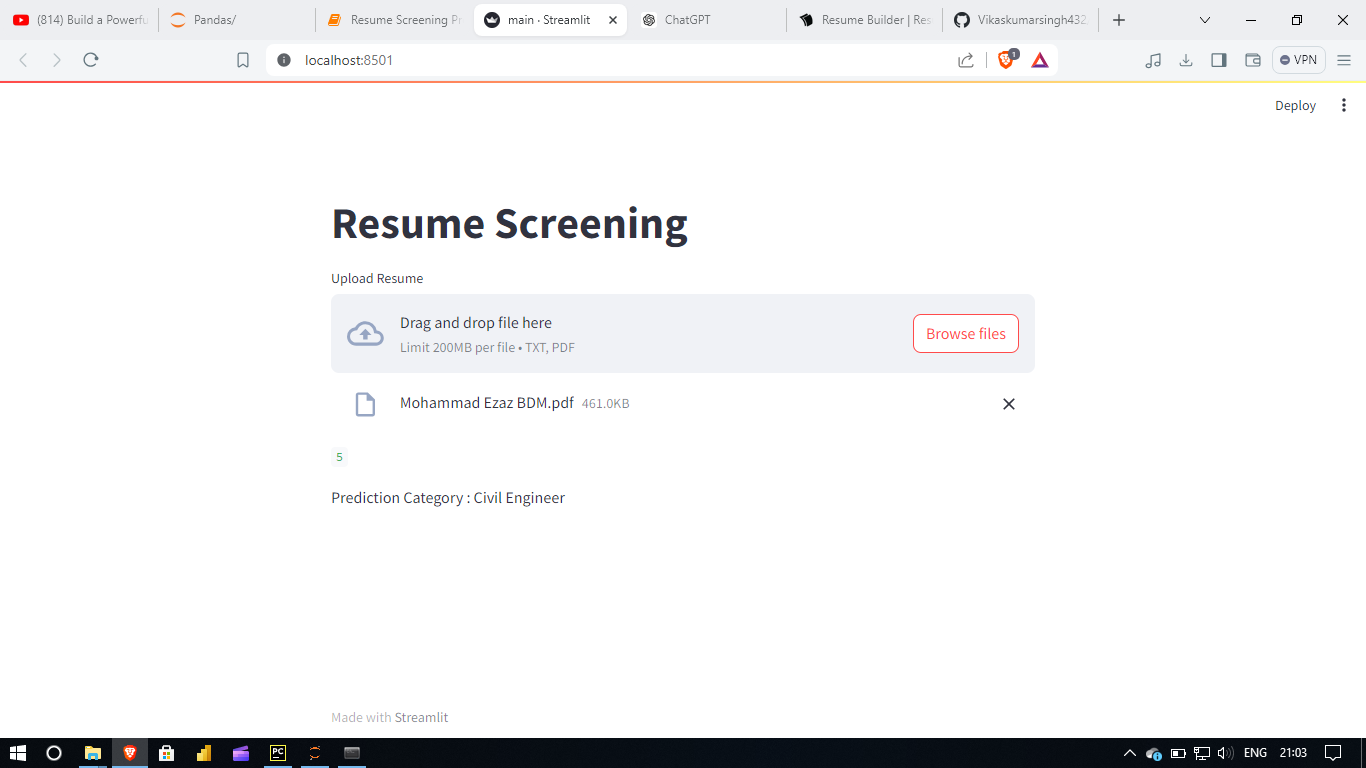 (814) Build a Powerfu
Pandas/
Resume Screening Pr
main · Streamlit
ChatGPT
Resume Builder | Res
Vikaskumarsingh432
localhost:8501
1
VPN
Deploy
Resume Screening
Upload Resume
Drag and drop file here
Limit 200MB per file • TXT, PDF
Browse files
Mohammad Ezaz BDM.pdf 461.0KB
5
Prediction Category : Civil Engineer
Made with Streamlit
PC
ENG
21:03